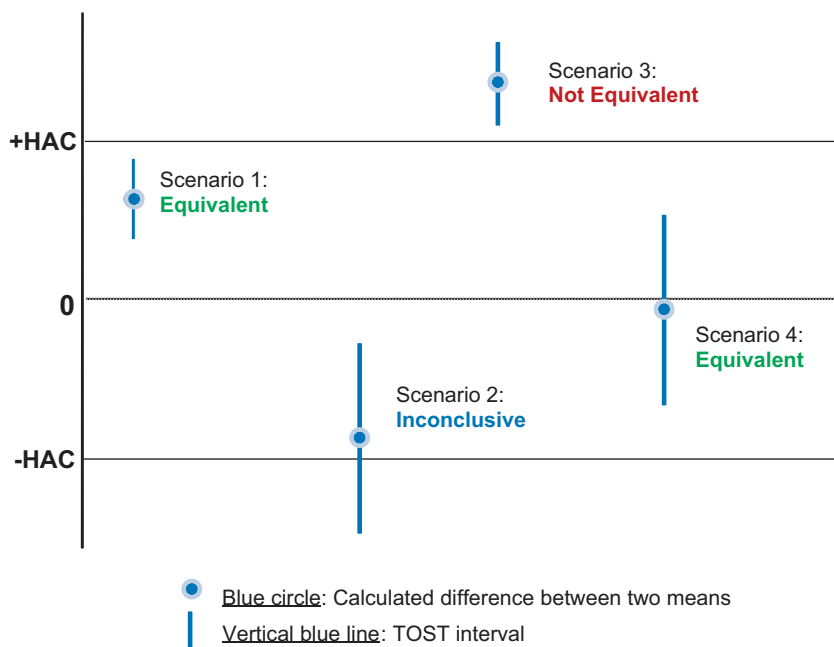 Scenario 3:
Not Equivalent
+HAC
Scenario 1:
Equivalent
0
Scenario 4:
Equivalent
Scenario 2:
Inconclusive
-HAC
Blue circle: Calculated difference between two means
Vertical blue line: TOST interval